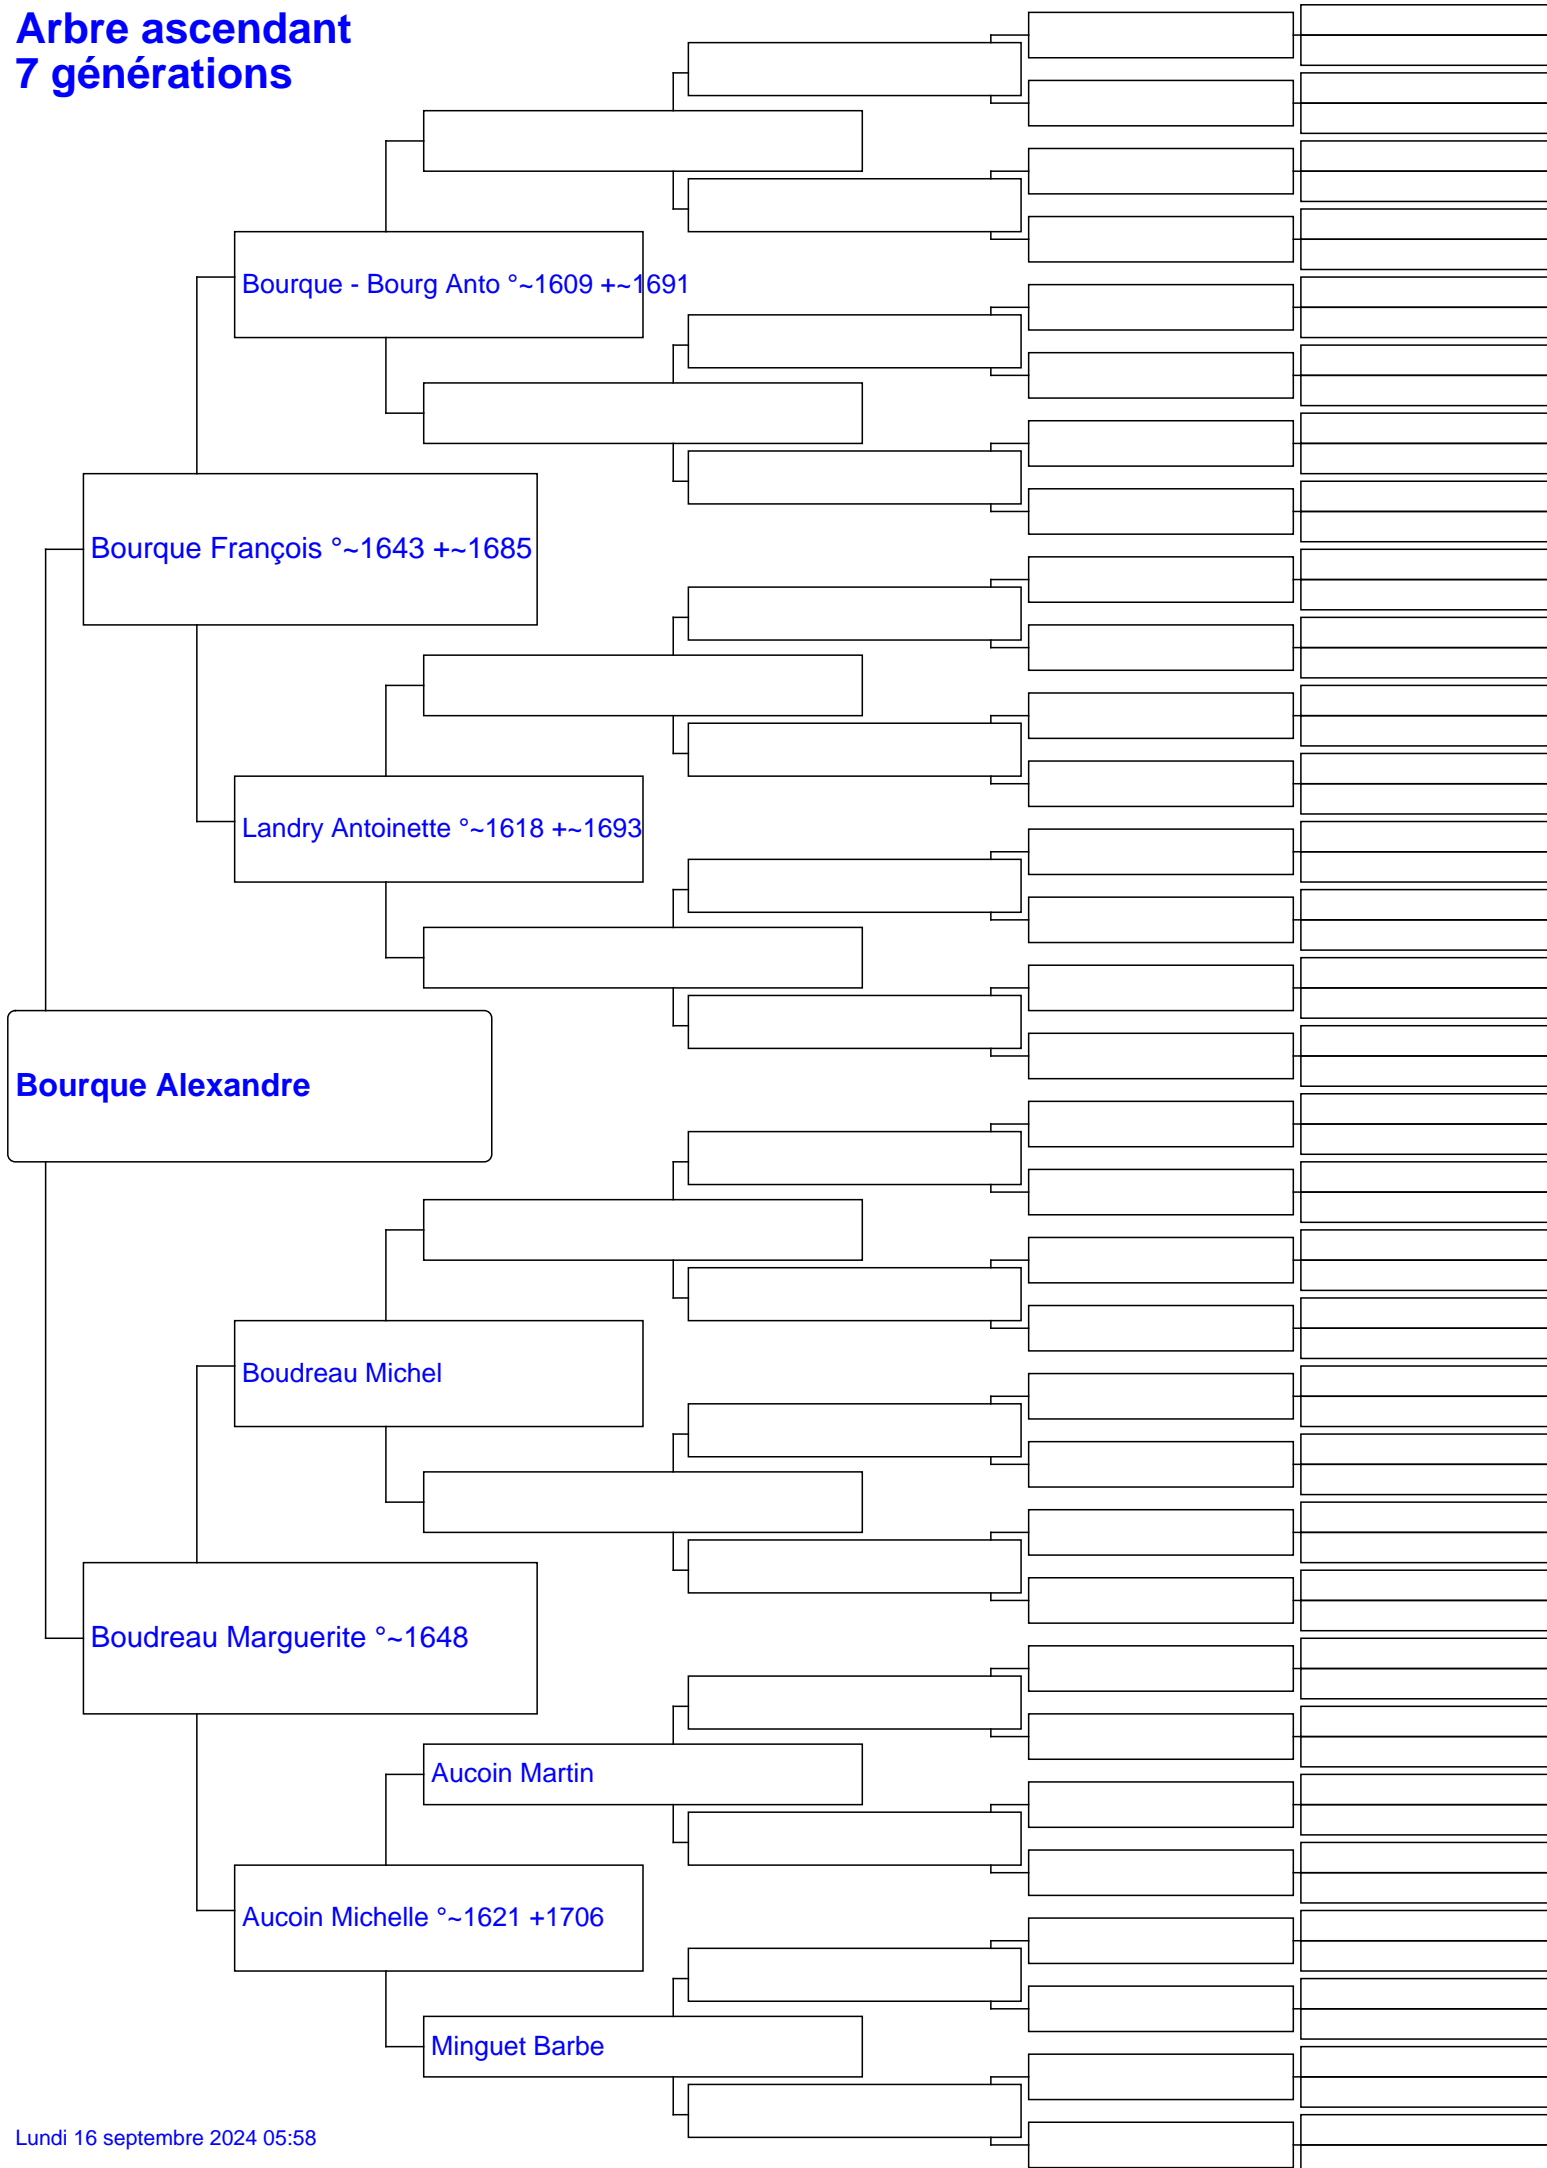 Arbre ascendant
7 générations
Bourque - Bourg Anto °~1609 +~1691
Bourque François °~1643 +~1685
Landry Antoinette °~1618 +~1693
Bourque Alexandre
Boudreau Michel
Boudreau Marguerite °~1648
Aucoin Martin
Aucoin Michelle °~1621 +1706
Minguet Barbe
Lundi 16 septembre 2024 05:58